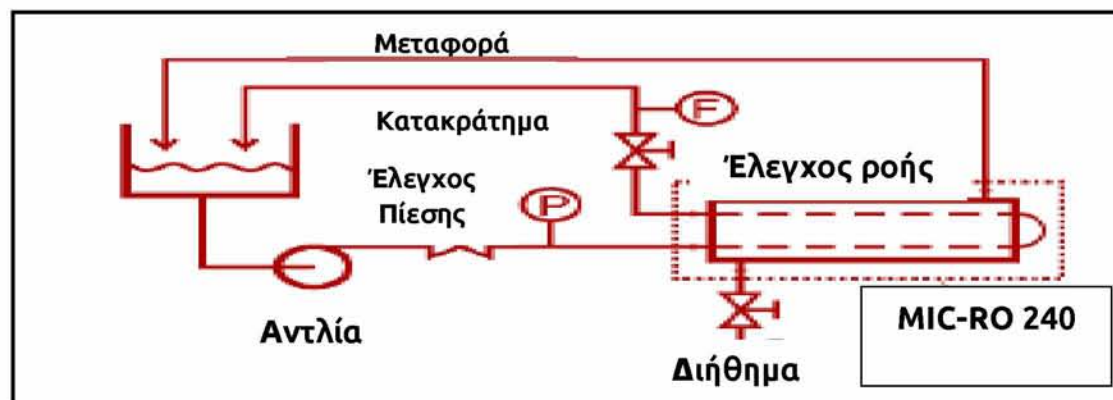 Μεταφορά
F
Κατακράτημα
Έλεγχος ροής
Έλεγχος
Πίεσης
P
Αντλία
MIC-RO 240
Διήθημα